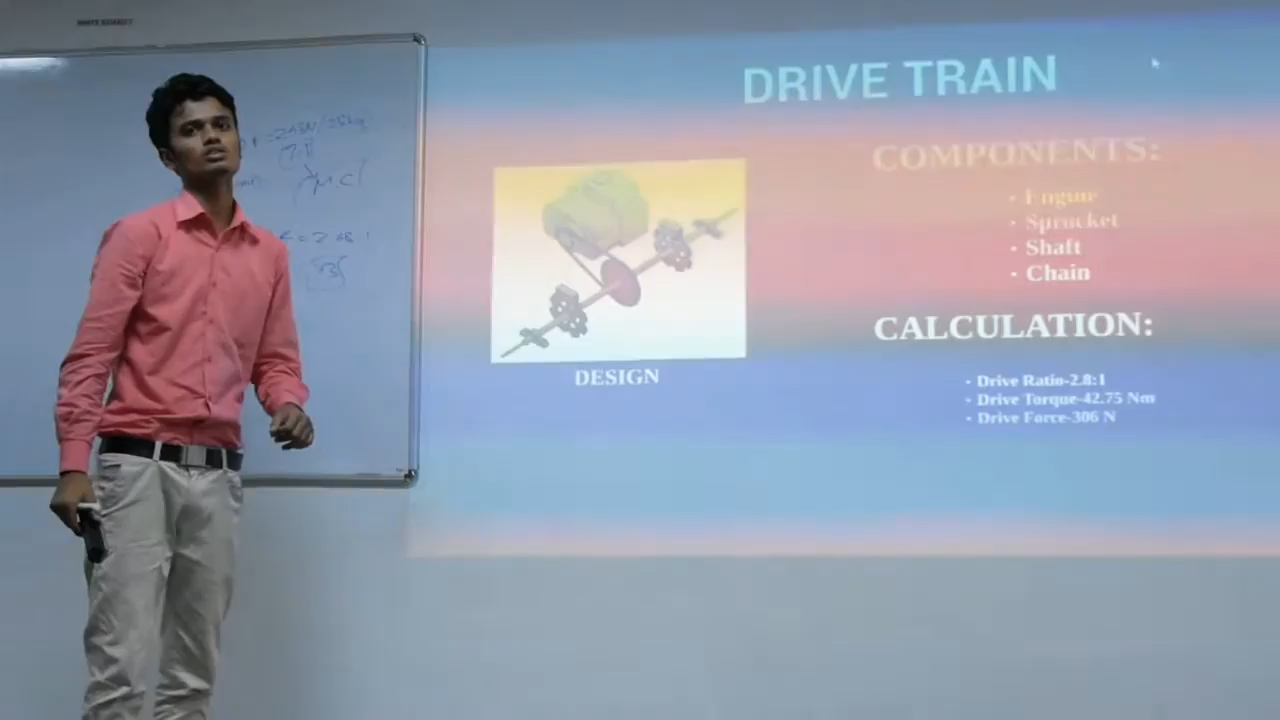 DRIVE TRAIN
COMPONENTS:
• Engine
• Sprocket
• Shaft
• Chain
DESIGN
CALCULATION:
• Drive Ratio-2.8:1
• Drive Torque-42.75 Nm
• Drive Force-306 N